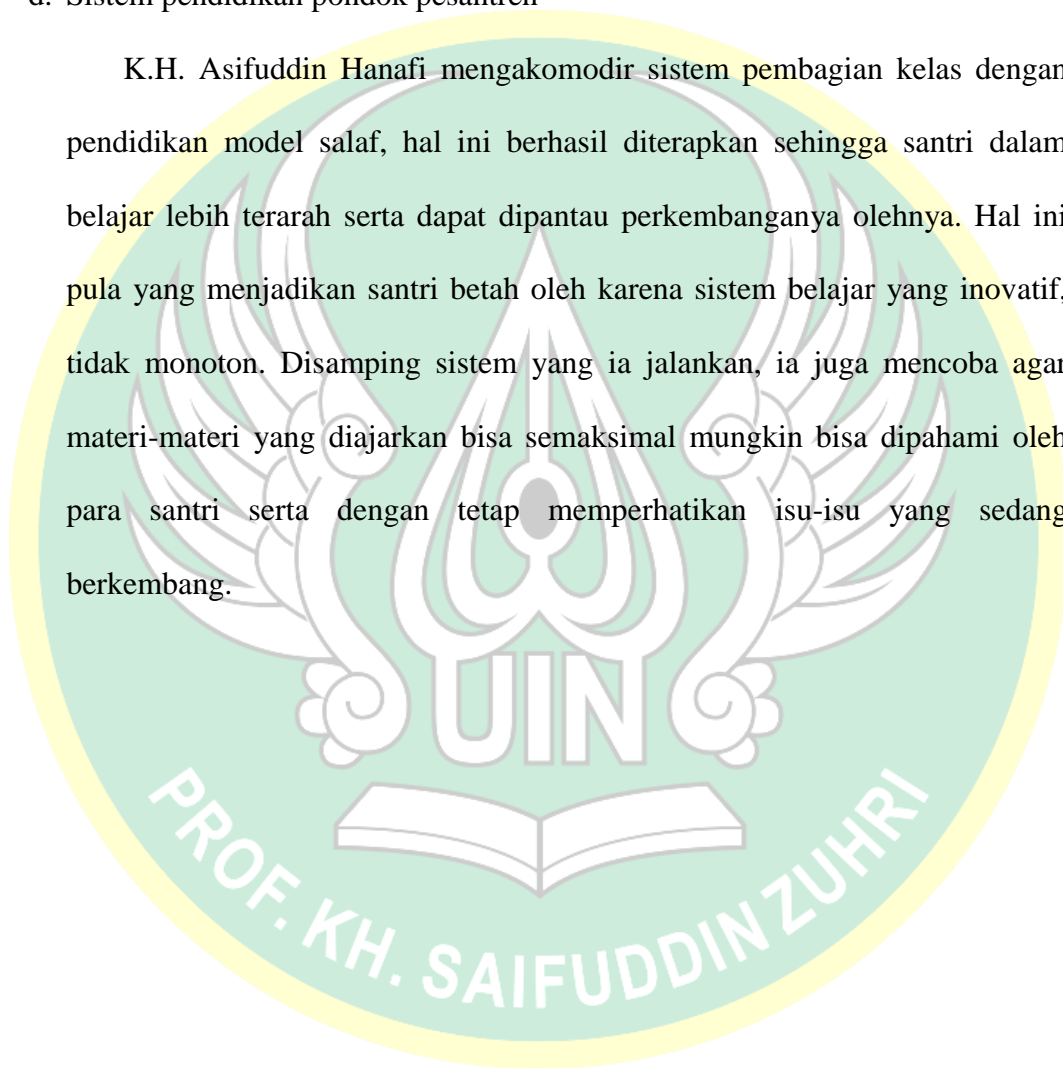 d. Sistem pendidikan pondok pesantren
K.H. Asifuddin Hanafi mengakomodir sistem pembagian kelas dengan
pendidikan model salaf, hal ini berhasil diterapkan sehingga santri dalam
belajar lebih terarah serta dapat dipantau perkembanganya olehnya. Hal ini
pula yang menjadikan santri betah oleh karena sistem belajar yang inovatif,
tidak monoton. Disamping sistem yang ia jalankan, ia juga mencoba agar
materi-materi yang diajarkan bisa semaksimal mungkin bisa dipahami oleh
para santri serta dengan tetap memperhatikan isu-isu yang sedang
berkembang.
UIN
PROF. KH. SAIFUDDIN ZUHRI